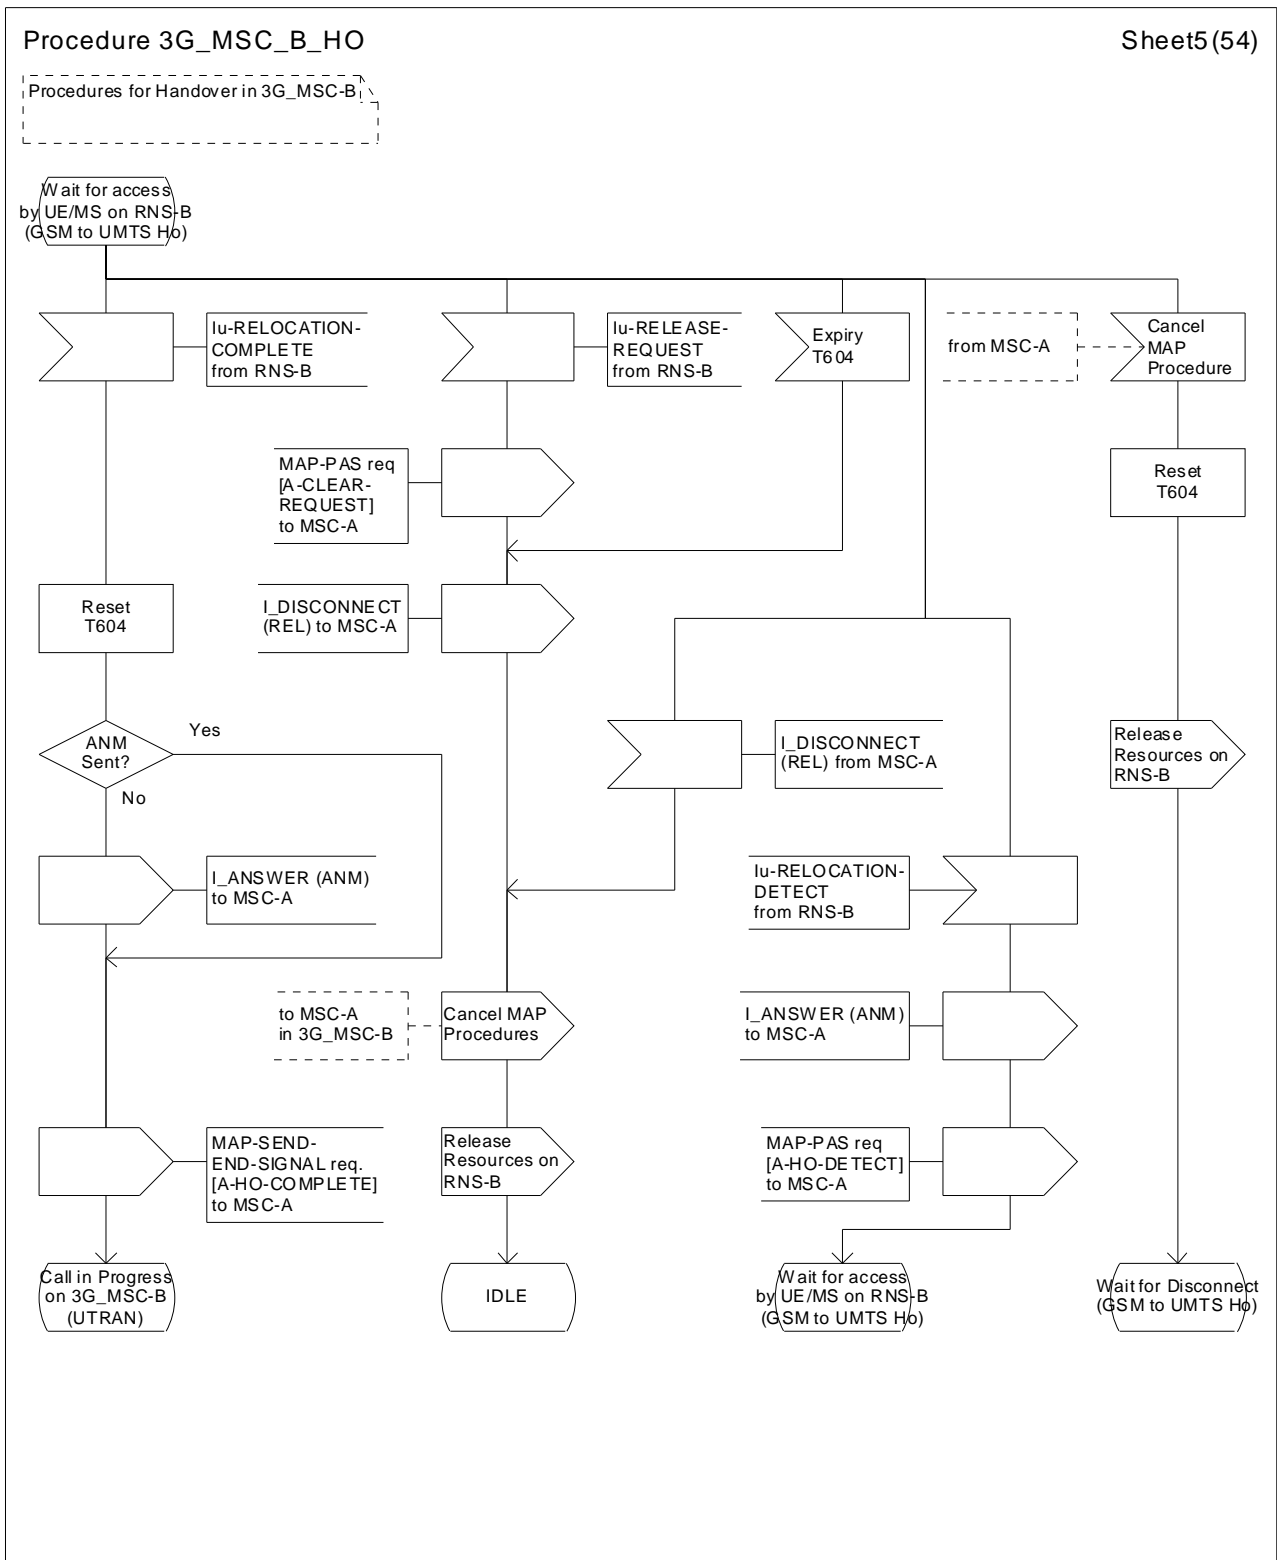 Procedure 3G_MSC_B_HO
Sheet5(54)
Procedures for Handover in 3G_MSC-B
Wait for access
by UE/MS on RNS-B
(GSM to UMTS Ho)
Iu-RELOCATION-
COMPLETE
from RNS-B
Iu-RELEASE-
REQUEST
from RNS-B
Expiry
T604
from MSC-A
Cancel
MAP
Procedure
MAP-PAS req
[A-CLEAR-
REQUEST]
to MSC-A
Reset
T604
Reset
T604
I_DISCONNECT
(REL) to MSC-A
ANM
Sent?
Yes
No
I_DISCONNECT
(REL) from MSC-A
Release
Resources on
RNS-B
I_ANSWER (ANM)
to MSC-A
Iu-RELOCATION-
DETECT
from RNS-B
to MSC-A
in 3G_MSC-B
Cancel MAP
Procedures
I_ANSWER (ANM)
to MSC-A
MAP-SEND-
END-SIGNAL req.
[A-HO-COMPLETE]
to MSC-A
Release
Resources on
RNS-B
MAP-PAS req
[A-HO-DETECT]
to MSC-A
Call in Progress
on 3G_MSC-B
(UTRAN)
IDLE
Wait for access
by UE/MS on RNS-B
(GSM to UMTS Ho)
Wait for Disconnect
(GSM to UMTS Ho)